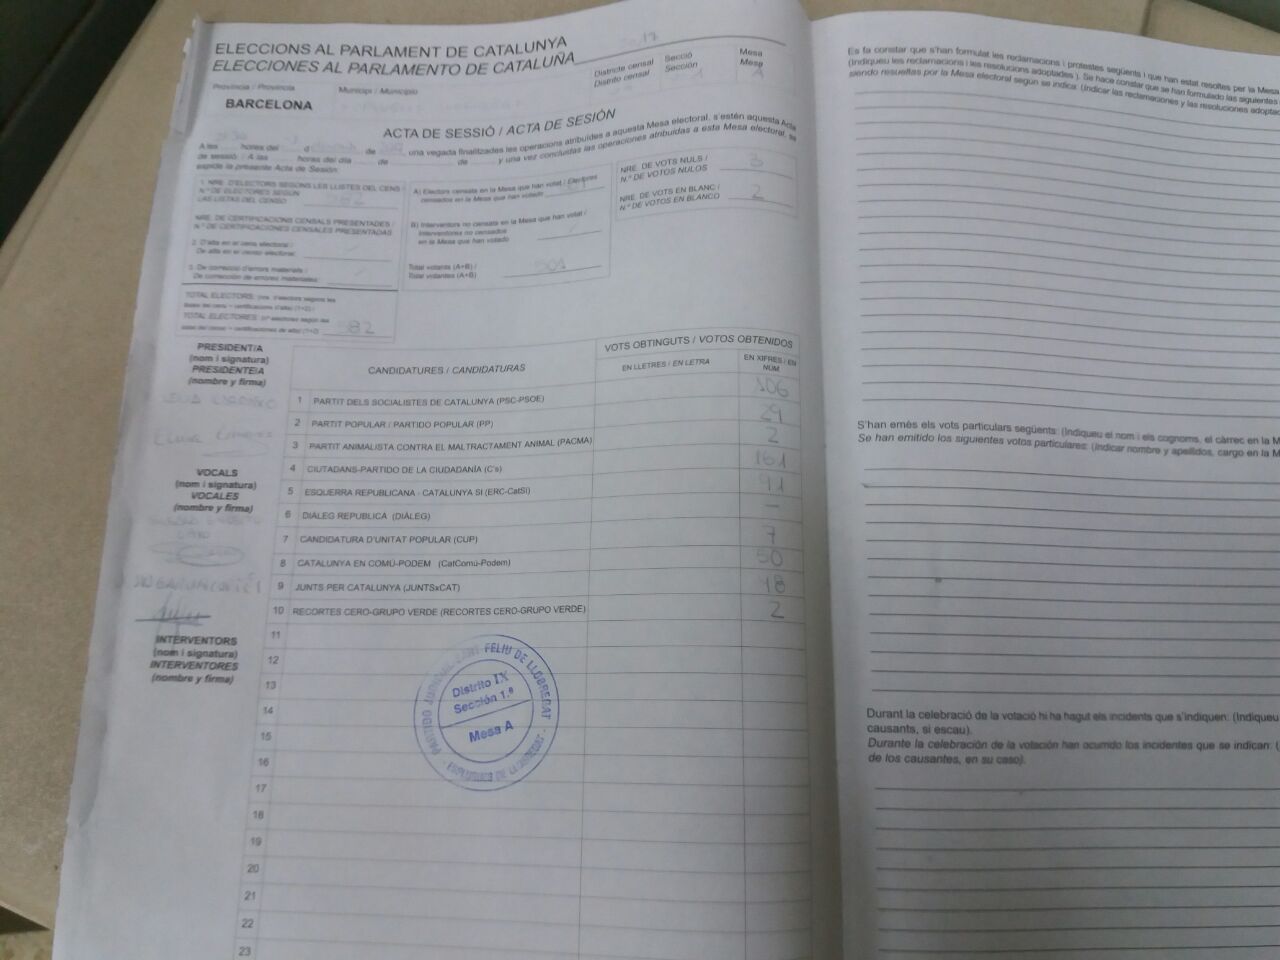 ELECCIONS AL PARLAMENT DE CATALUNYA
ELECCIONES AL PARLAMENTO DE CATALUÑA
2017
Província / Provincia
Municipi / Municipio
BARCELONA
Districte censal
Distrito censal
Secció
Sección
1
Mesa
Mesa
A
ACTA DE SESSIÓ / ACTA DE SESIÓN
A les hores del d de una vegada finalitzades les operacions atribuïdes a aquesta Mesa electoral, s'estén aquesta Acta
de sessió / A las horas del día de de y una vez concluidas las operaciones atribuidas a esta Mesa electoral, se
expide la presente Acta de Sesión:
1. NRE. D'ELECTORS SEGONS LES LLISTES DEL CENS
N.º DE ELECTORES SEGÚN
LAS LISTAS DEL CENSO
NRE. DE CERTIFICACIONS CENSALS PRESENTADES /
N.º DE CERTIFICACIONES CENSALES PRESENTADAS
2. D'alta en el cens electoral /
De alta en el censo electoral:
3. De correcció d'errors materials /
De corrección de errores materiales:
TOTAL ELECTORS: (nre. d'electors segons les
llistes del cens + certificacions d'alta) (1+2) /
TOTAL ELECTORES: (n.º electores según las
listas del censo + certificaciones de alta) (1+2)
582
A) Electors censats en la Mesa que han votat / Electores
censados en la Mesa que han votado
B) Interventors no censats en la Mesa que han votat /
Interventores no censados
en la Mesa que han votado
Total votants (A+B) /
Total votantes (A+B)
501
NRE. DE VOTS NULS /
N.º DE VOTOS NULOS
3
NRE. DE VOTS EN BLANC /
N.º DE VOTOS EN BLANCO
2
PRESIDENT/A
(nom i signatura)
PRESIDENTE/A
(nombre y firma)
VOCALS
(nom i signatura)
VOCALES
(nombre y firma)
INTERVENTORS
(nom i signatura)
INTERVENTORES
(nombre y firma)
CANDIDATURES / CANDIDATURAS
VOTS OBTINGUTS / VOTOS OBTENIDOS
EN LLETRES / EN LETRA
EN XIFRES / EN
NÚM.
1 PARTIT DELS SOCIALISTES DE CATALUNYA (PSC-PSOE) 106
2 PARTIT POPULAR / PARTIDO POPULAR (PP) 29
3 PARTIT ANIMALISTA CONTRA EL MALTRACTAMENT ANIMAL (PACMA) 2
4 CIUTADANS-PARTIDO DE LA CIUDADANÍA (C's) 161
5 ESQUERRA REPUBLICANA - CATALUNYA SÍ (ERC-CatSí) 91
6 DIÀLEG REPUBLICÀ (DIÀLEG) —
7 CANDIDATURA D'UNITAT POPULAR (CUP) 7
8 CATALUNYA EN COMÚ-PODEM (CatComú-Podem) 50
9 JUNTS PER CATALUNYA (JUNTSxCAT) 48
10 RECORTES CERO-GRUPO VERDE (RECORTES CERO-GRUPO VERDE) 2
11
12
13
14
15
16
17
18
19
20
21
22
23
PARTIDO JUDICIAL SANT FELIU DE LLOBREGAT
Distrito IX
Sección 1.ª
Mesa A
ESPLUGUES DE LLOBREGAT
Es fa constar que s'han formulat les reclamacions i protestes següents i que han estat resoltes per la Mesa
(Indiqueu les reclamacions i les resolucions adoptades). Se hace constar que se han formulado las siguientes
siendo resueltas por la Mesa electoral según se indica: (Indicar las reclamaciones y las resoluciones adoptad
S'han emès els vots particulars següents: (Indiqueu el nom i els cognoms, el càrrec en la M
Se han emitido los siguientes votos particulares: (Indicar nombre y apellidos, cargo en la M
Durant la celebració de la votació hi ha hagut els incidents que s'indiquen: (Indiqueu
causants, si escau).
Durante la celebración de la votación han ocurrido los incidentes que se indican: (
de los causantes, en su caso).